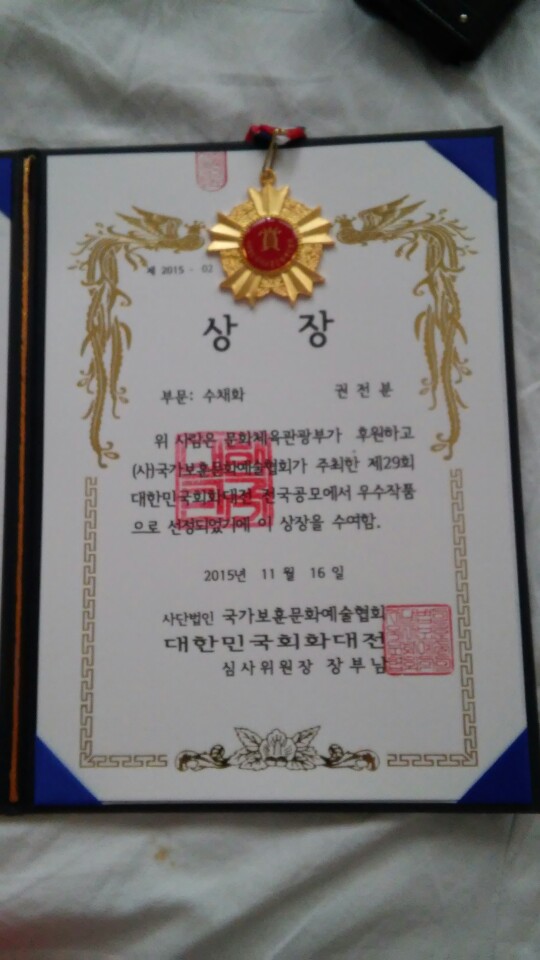 제 2015 - 02
상 장
부문: 수채화 권전분
위 사람은 문화체육관광부가 후원하고
(사)국가보훈문화예술협회가 주최한 제29회
대한민국회화대전 전국공모에서 우수작품
으로 선정되었기에 이 상장을 수여함.
2015년 11월 16일
사단법인 국가보훈문화예술협회
대한민국회화대전
심사위원장 장부남